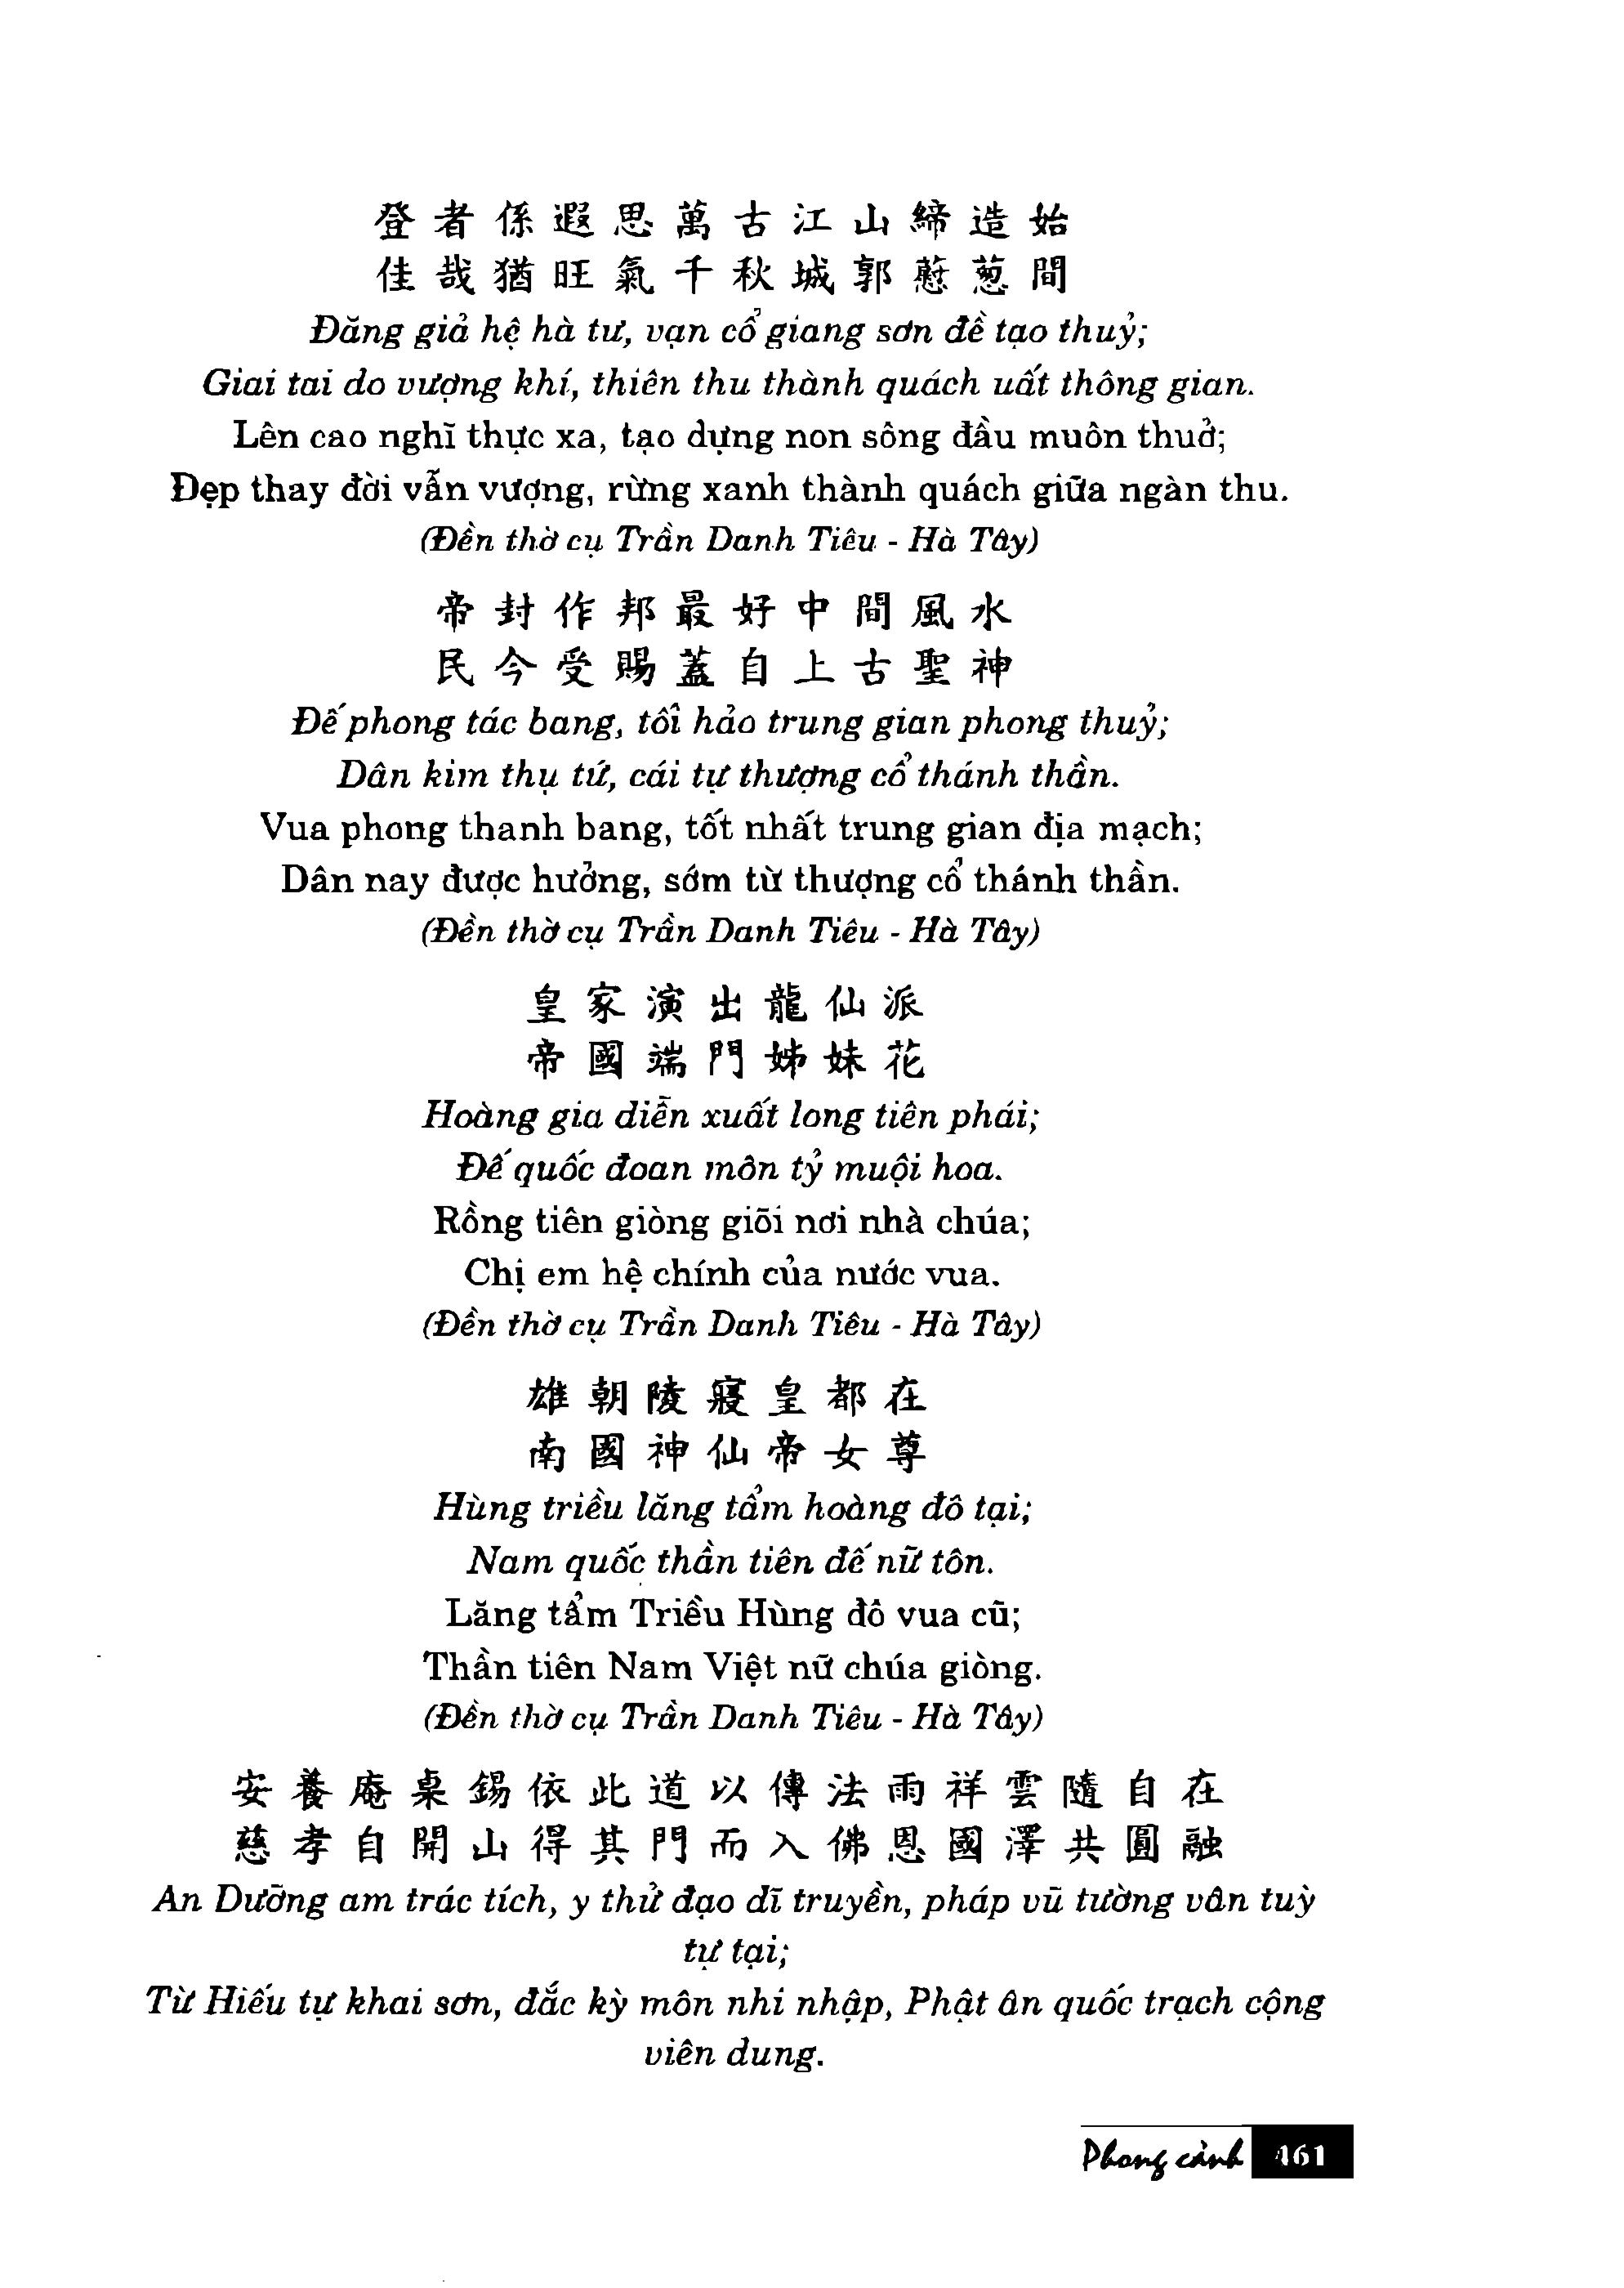 登者係遐思萬古江山締造始
佳哉猶旺氣千秋城郭蔚葱間
Đăng giả hệ hà tư, vạn cổ giang sơn đề tạo thuỷ;
Giai tai do vượng khí, thiên thu thành quách uất thông gian.
Lên cao nghĩ thực xa, tạo dựng non sông đầu muôn thuở;
Đẹp thay đời vẫn vượng, rừng xanh thành quách giữa ngàn thu.
(Đền thờ cụ Trần Danh Tiêu - Hà Tây)
帝封作邦最好中間風水
民今受賜蓋自上古聖神
Đế phong tác bang, tối hảo trung gian phong thuỷ;
Dân kim thụ tứ, cái tự thượng cổ thánh thần.
Vua phong thanh bang, tốt nhất trung gian địa mạch;
Dân nay được hưởng, sớm từ thượng cổ thánh thần.
(Đền thờ cụ Trần Danh Tiêu - Hà Tây)
皇家演出龍仙派
帝國端門姊妹花
Hoàng gia diễn xuất long tiên phái;
Đế quốc đoan môn tỷ muội hoa.
Rồng tiên giòng giõi nơi nhà chúa;
Chị em hệ chính của nước vua.
(Đền thờ cụ Trần Danh Tiêu - Hà Tây)
雄朝陵寢皇都在
南國神仙帝女尊
Hùng triều lăng tẩm hoàng đô tại;
Nam quốc thần tiên đế nữ tôn.
Lăng tẩm Triều Hùng đô vua cũ;
Thần tiên Nam Việt nữ chúa giòng.
(Đền thờ cụ Trần Danh Tiêu - Hà Tây)
安養庵桌錫依此道以傳法雨祥雲隨自在
慈孝自開山得其門而入佛恩國澤共圓融
An Dưỡng am trác tích, y thử đạo dĩ truyền, pháp vũ tường vân tuỳ
tự tại;
Từ Hiếu tự khai sơn, đắc kỳ môn nhi nhập, Phật ân quốc trạch cộng
viên dung.
Phong cảnh 461